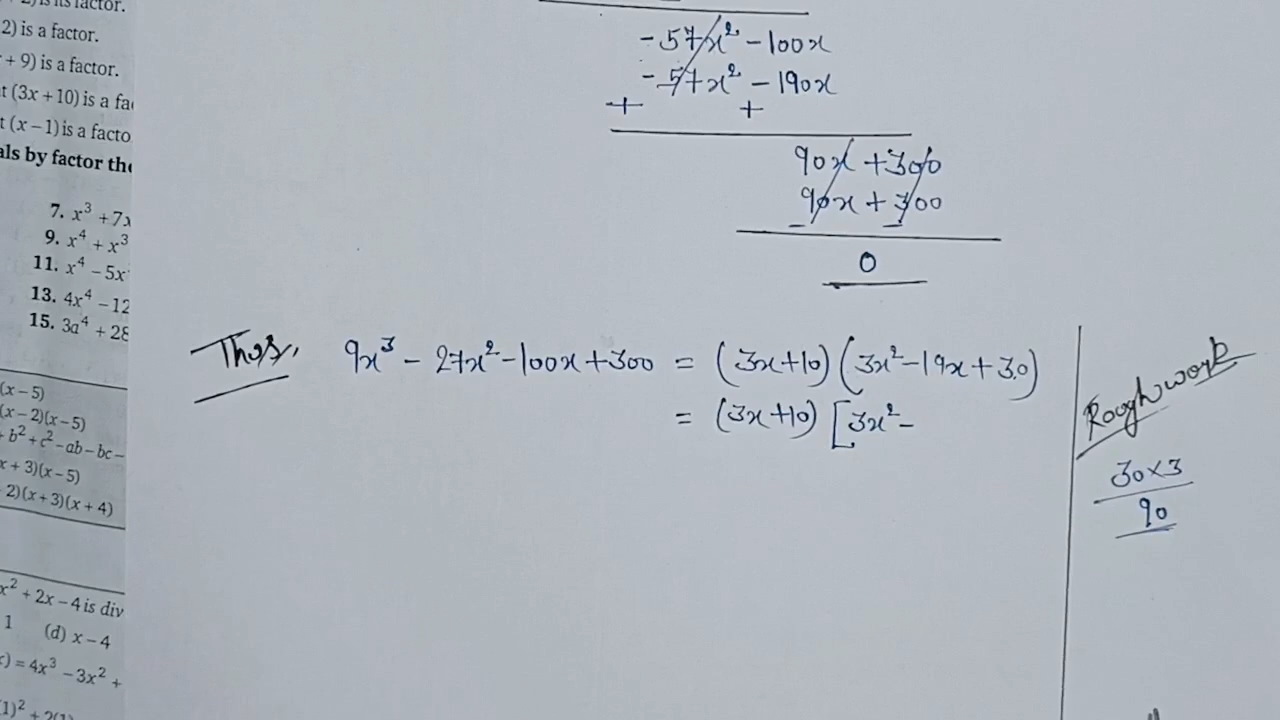 2) is a factor.
+ 9) is a factor.
t (3x + 10) is a fa
t (x – 1) is a facto
als by factor the
7. x³ + 7x
9. x⁴ + x³
11. x⁴ – 5x
13. 4x⁴ – 12
15. 3a⁴ + 28
(x – 5)
(x – 2)(x – 5)
+ b² + c² – ab – bc –
x + 3)(x – 5)
2)(x + 3)(x + 4)
x² + 2x – 4 is div
1 (d) x – 4
) = 4x³ – 3x² +
-57x² - 100x
-57x² - 190x
+ +
90x + 300
90x + 300
- -
0
Thus, 9x³ - 27x² - 100x + 300 = (3x+10) (3x² - 19x + 30)
= (3x+10) [3x² -
Rough work
30×3
90